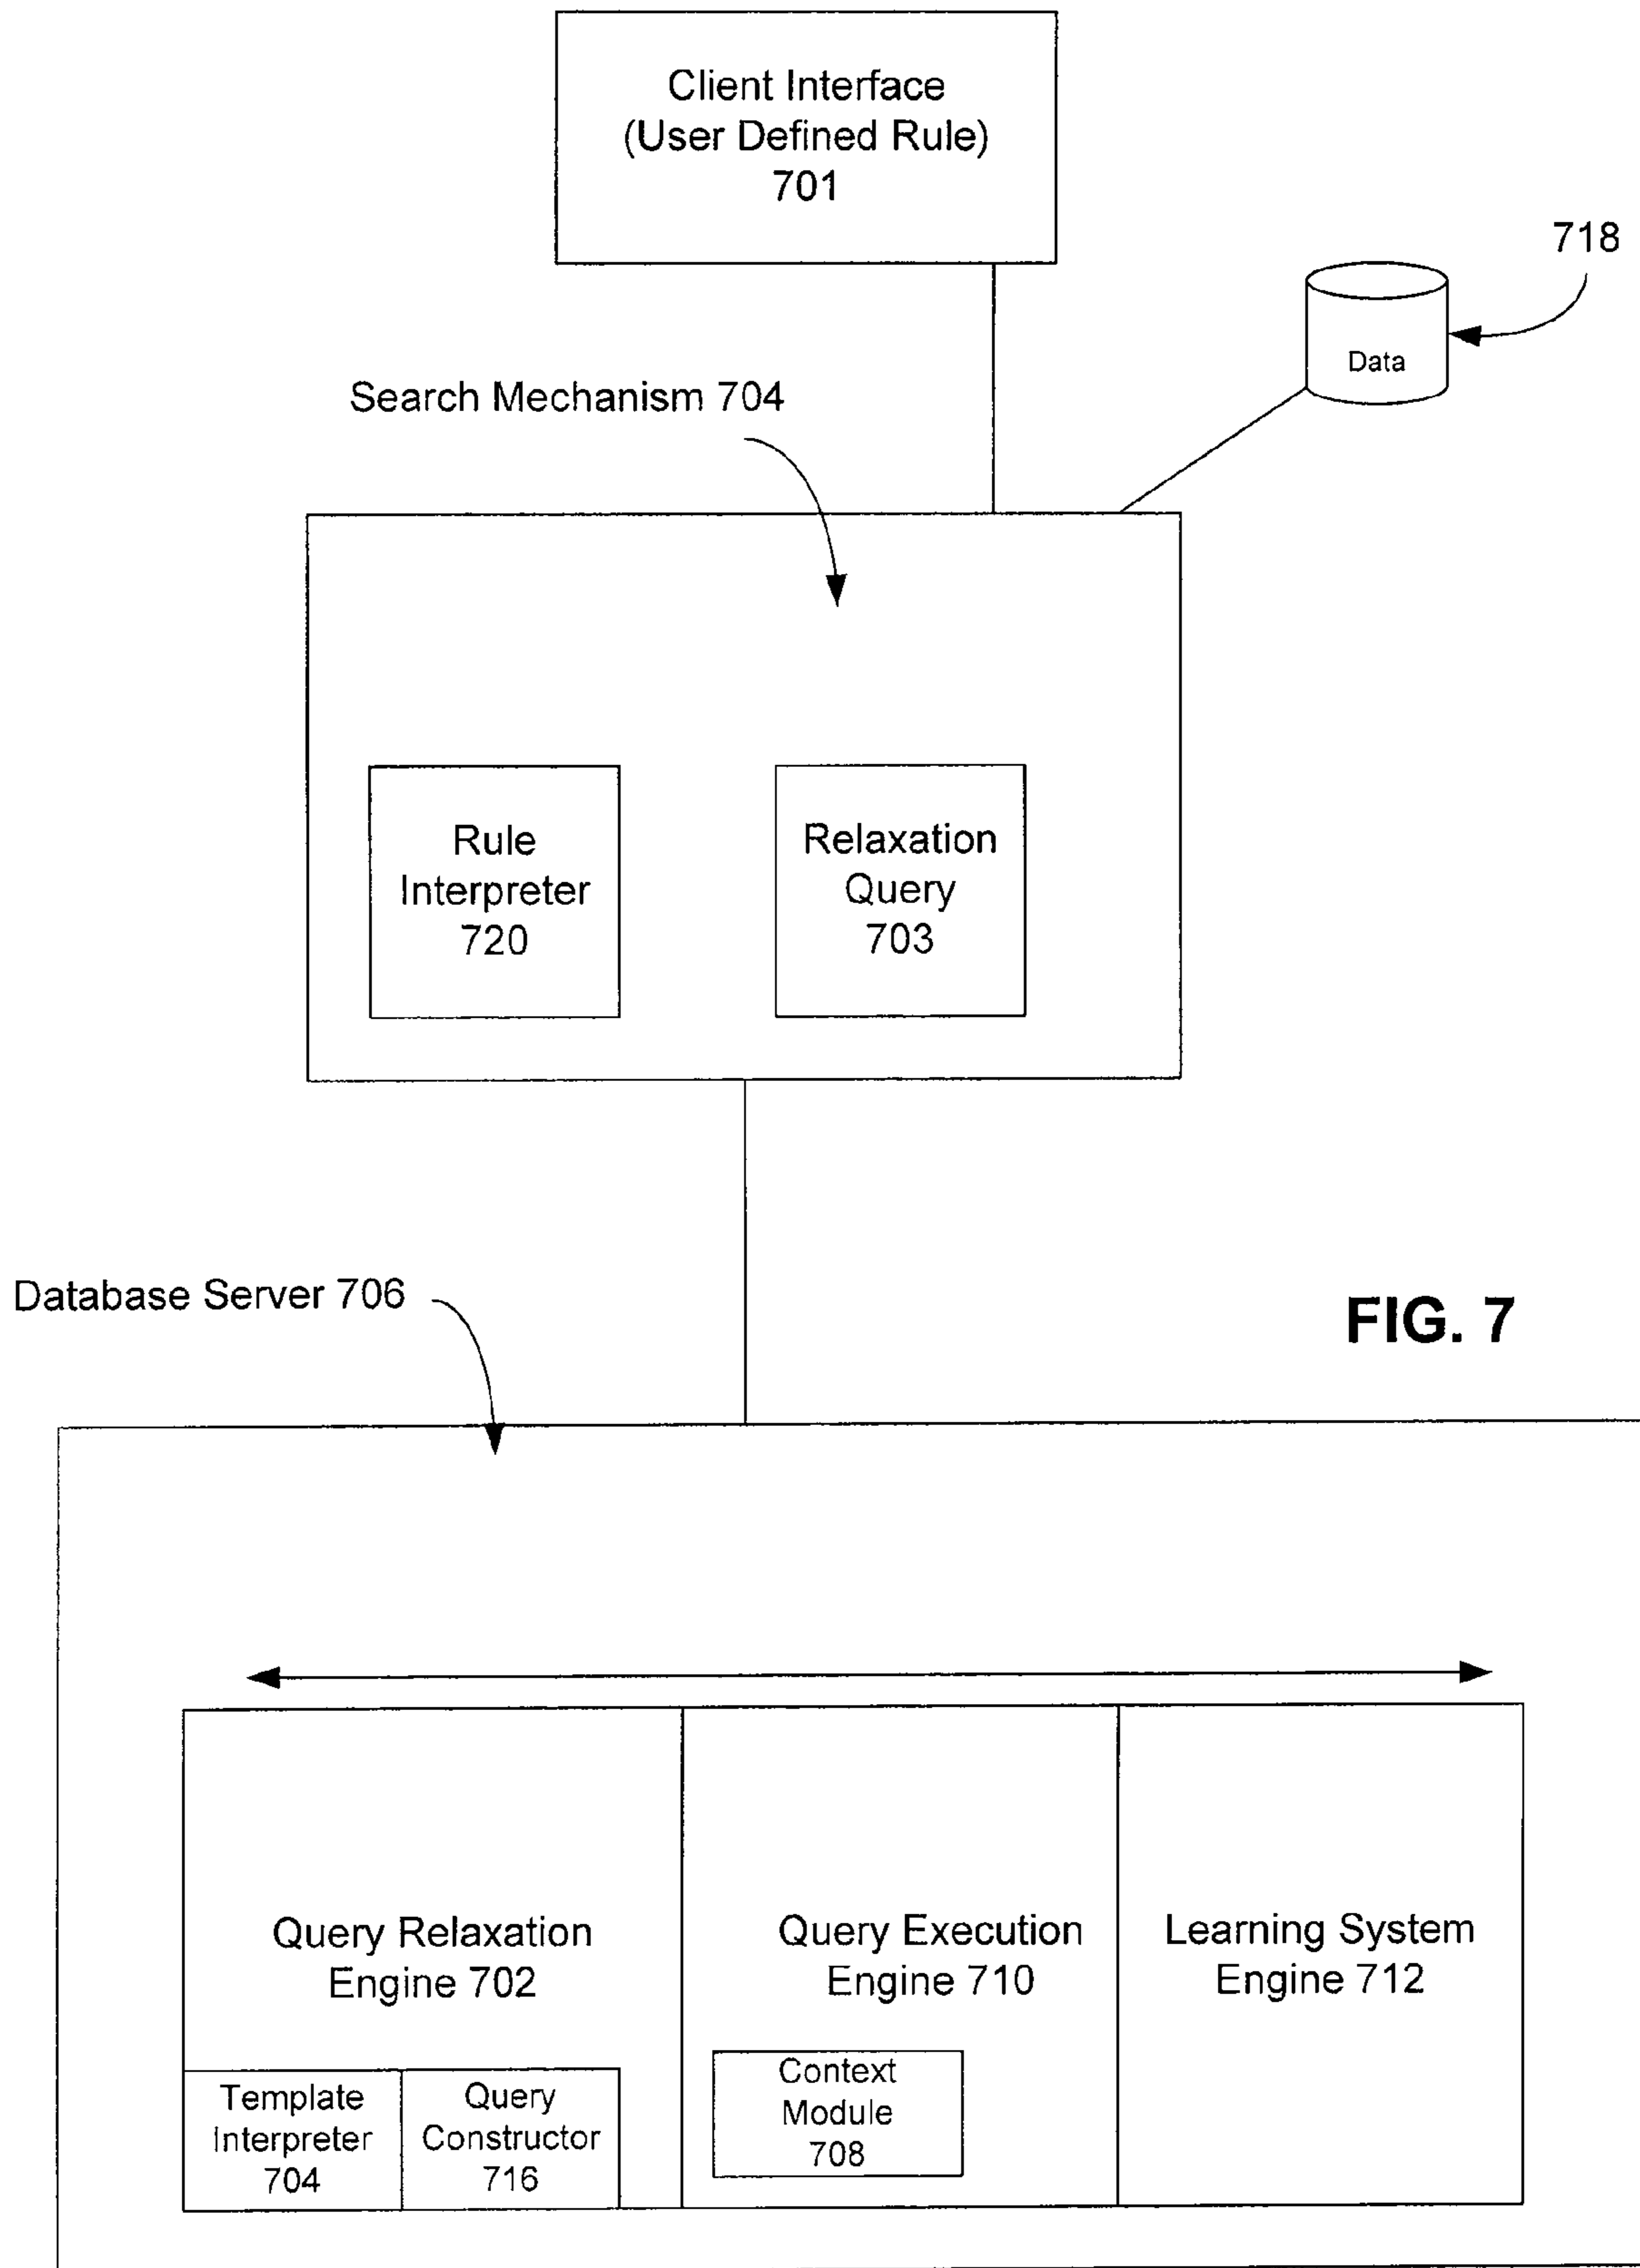 Client Interface
(User Defined Rule)
701
718
Data
Search Mechanism 704
Rule
Interpreter
720
Relaxation
Query
703
Database Server 706
FIG. 7
Query Relaxation
Engine 702
Query Execution
Engine 710
Learning System
Engine 712
Template
Interpreter
704
Query
Constructor
716
Context
Module
708